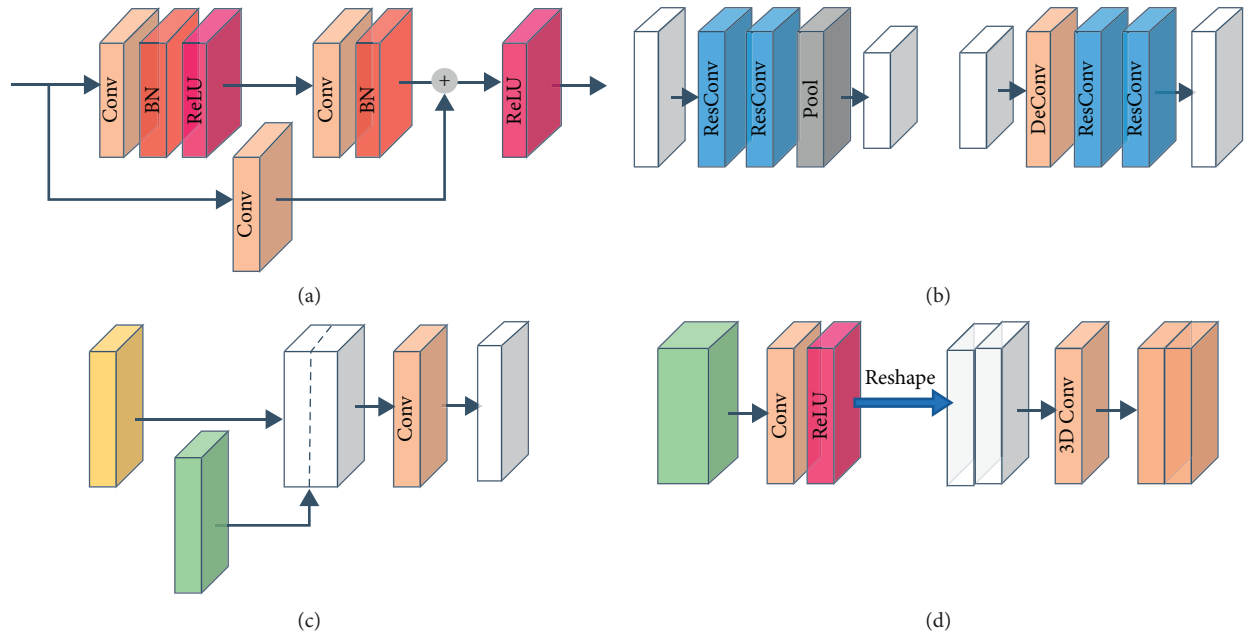 Conv
BN
ReLU
Conv
BN
+
ReLU
Conv
(a)
ResConv
ResConv
Pool
DeConv
ResConv
ResConv
(b)
Conv
(c)
Conv
ReLU
Reshape
3D Conv
(d)